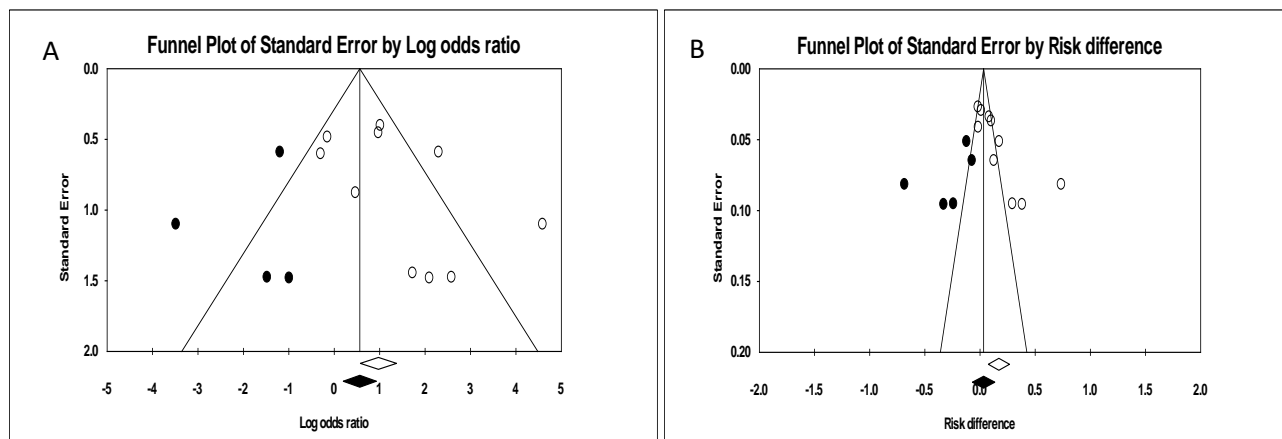 A
Funnel Plot of Standard Error by Log odds ratio
0.0
0.5
1.0
1.5
2.0
Standard Error
-5 -4 -3 -2 -1 0 1 2 3 4 5
Log odds ratio
B
Funnel Plot of Standard Error by Risk difference
0.00
0.05
0.10
0.15
0.20
Standard Error
-2.0 -1.5 -1.0 -0.5 0.0 0.5 1.0 1.5 2.0
Risk difference